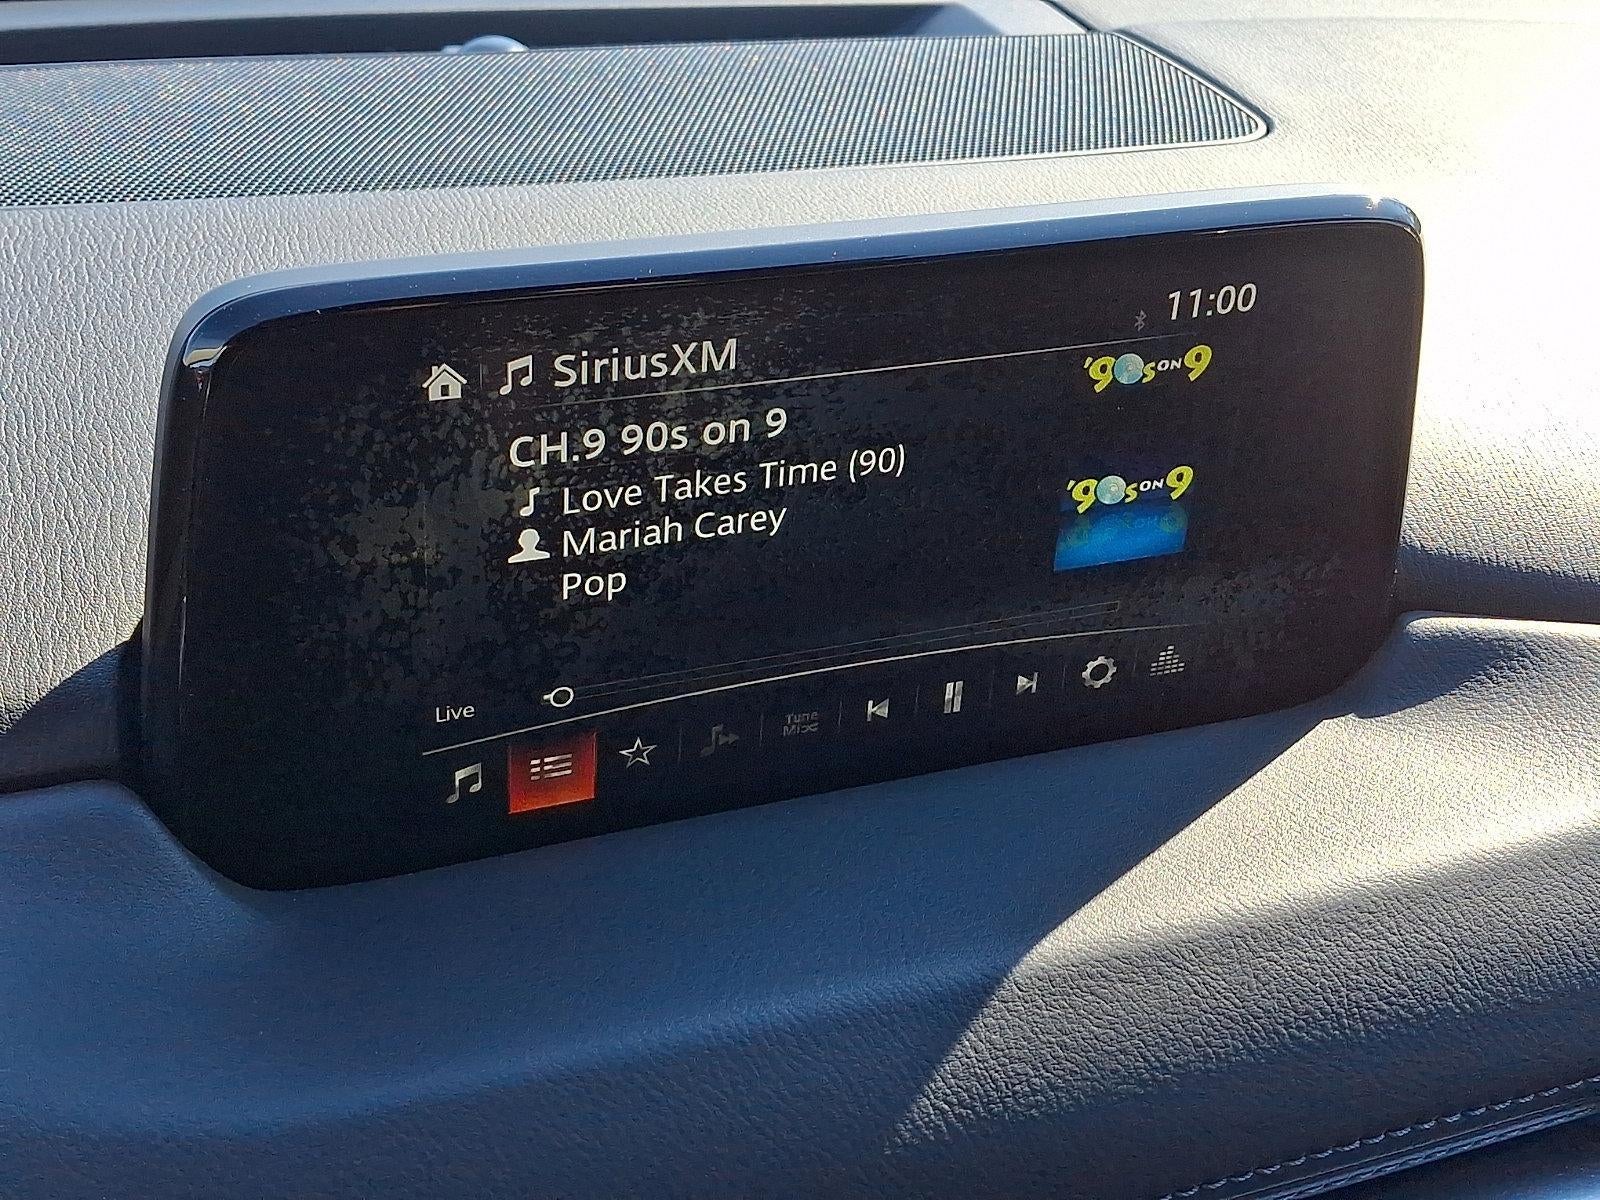 11:00
SiriusXM
'90s ON 9
CH.9 90s on 9
Love Takes Time (90)
Mariah Carey
Pop
'90s ON 9
Live
Tune
Mix